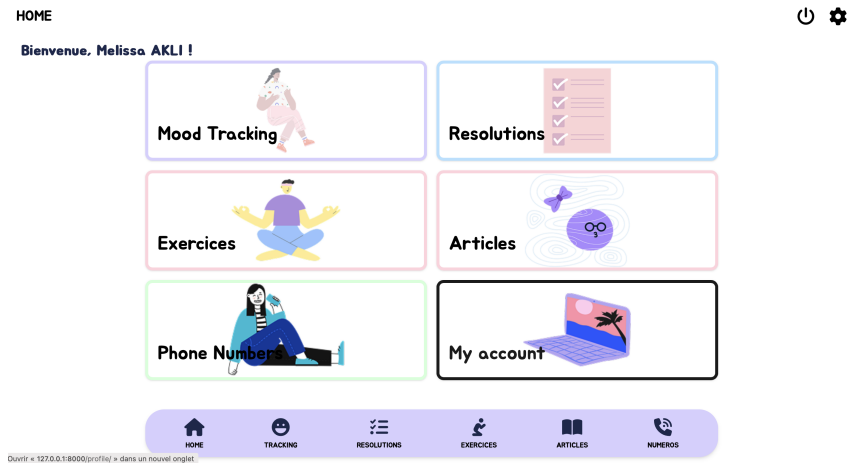 HOME
Bienvenue, Melissa AKLI !
Mood Tracking
Resolutions
Exercices
Articles
Phone Numbers
My account
HOME
TRACKING
RESOLUTIONS
EXERCICES
ARTICLES
NUMEROS
Ouvrir « 127.0.0.1:8000/profile/ » dans un nouvel onglet